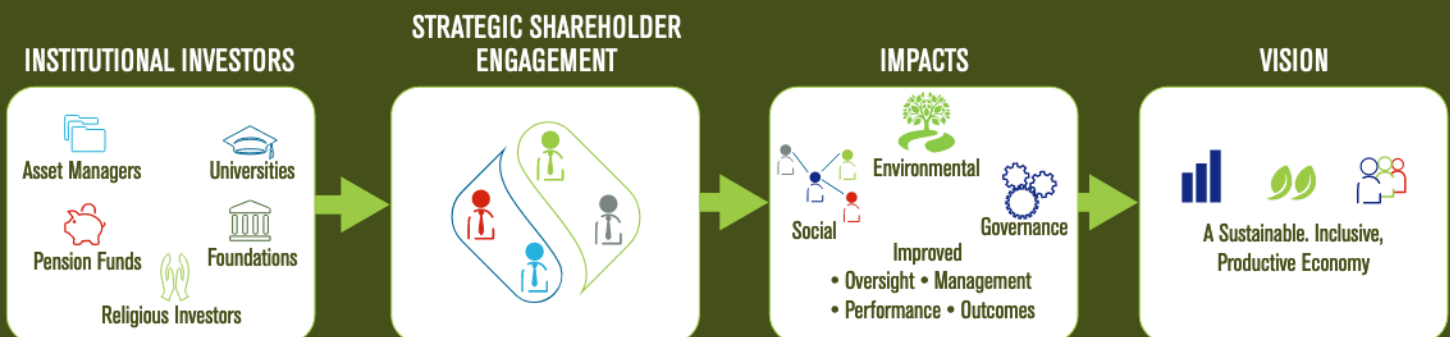 INSTITUTIONAL INVESTORS
Asset Managers
Universities
Pension Funds
Foundations
Religious Investors
STRATEGIC SHAREHOLDER
ENGAGEMENT
IMPACTS
Environmental
Social
Governance
Improved
• Oversight • Management
• Performance • Outcomes
VISION
A Sustainable. Inclusive,
Productive Economy